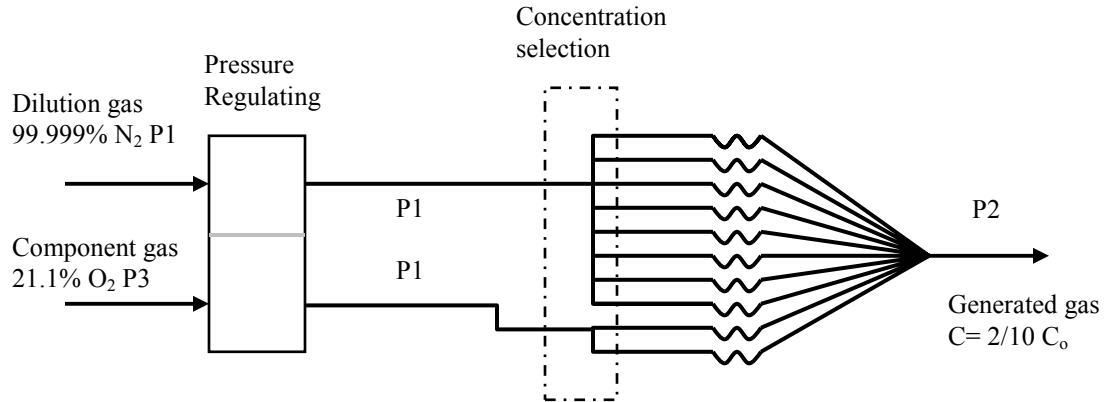 Concentration
selection
Pressure
Regulating
Dilution gas
99.999% N₂ P1
P1
P2
Component gas
21.1% O₂ P3
P1
Generated gas
C= 2/10 Cₒ